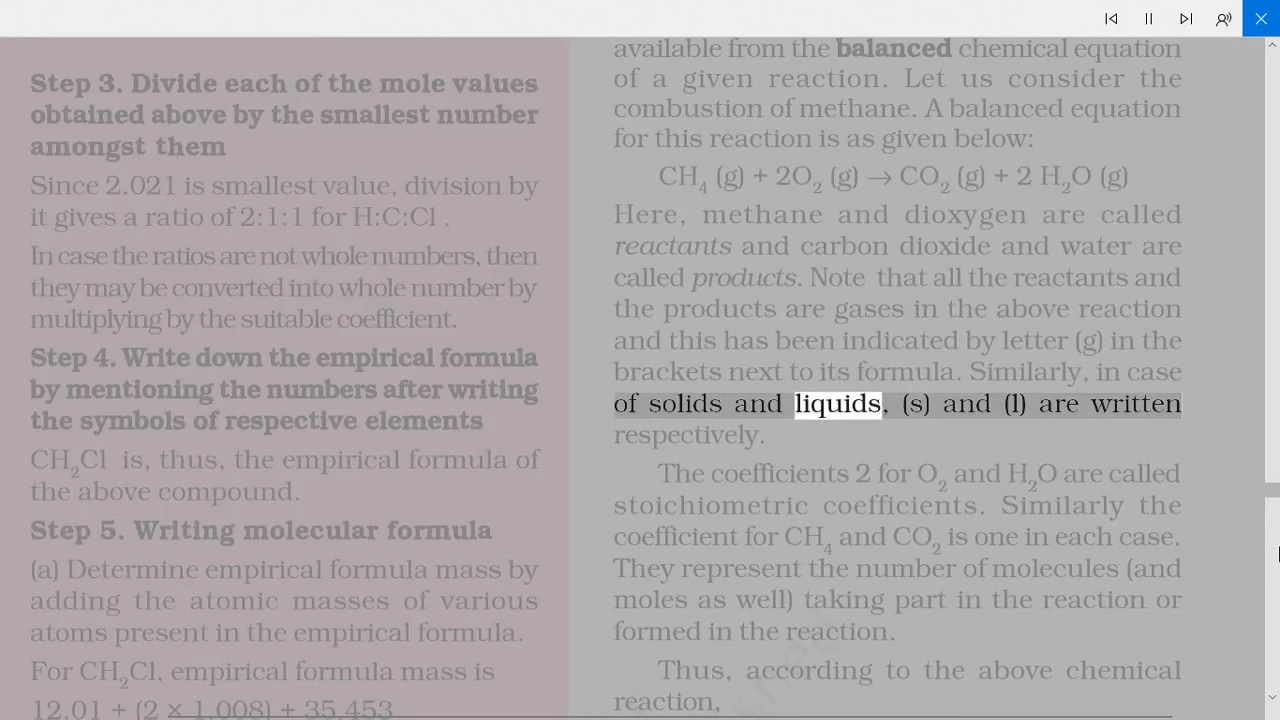 Step 3. Divide each of the mole values
obtained above by the smallest number
amongst them
Since 2.021 is smallest value, division by
it gives a ratio of 2:1:1 for H:C:Cl .
In case the ratios are not whole numbers, then
they may be converted into whole number by
multiplying by the suitable coefficient.
Step 4. Write down the empirical formula
by mentioning the numbers after writing
the symbols of respective elements
CH₂Cl is, thus, the empirical formula of
the above compound.
Step 5. Writing molecular formula
(a) Determine empirical formula mass by
adding the atomic masses of various
atoms present in the empirical formula.
For CH₂Cl, empirical formula mass is
12.01 + (2 × 1.008) + 35.453
available from the balanced chemical equation
of a given reaction. Let us consider the
combustion of methane. A balanced equation
for this reaction is as given below:
CH₄ (g) + 2O₂ (g) → CO₂ (g) + 2 H₂O (g)
Here, methane and dioxygen are called
reactants and carbon dioxide and water are
called products. Note that all the reactants and
the products are gases in the above reaction
and this has been indicated by letter (g) in the
brackets next to its formula. Similarly, in case
of solids and liquids, (s) and (l) are written
respectively.
The coefficients 2 for O₂ and H₂O are called
stoichiometric coefficients. Similarly the
coefficient for CH₄ and CO₂ is one in each case.
They represent the number of molecules (and
moles as well) taking part in the reaction or
formed in the reaction.
Thus, according to the above chemical
reaction,